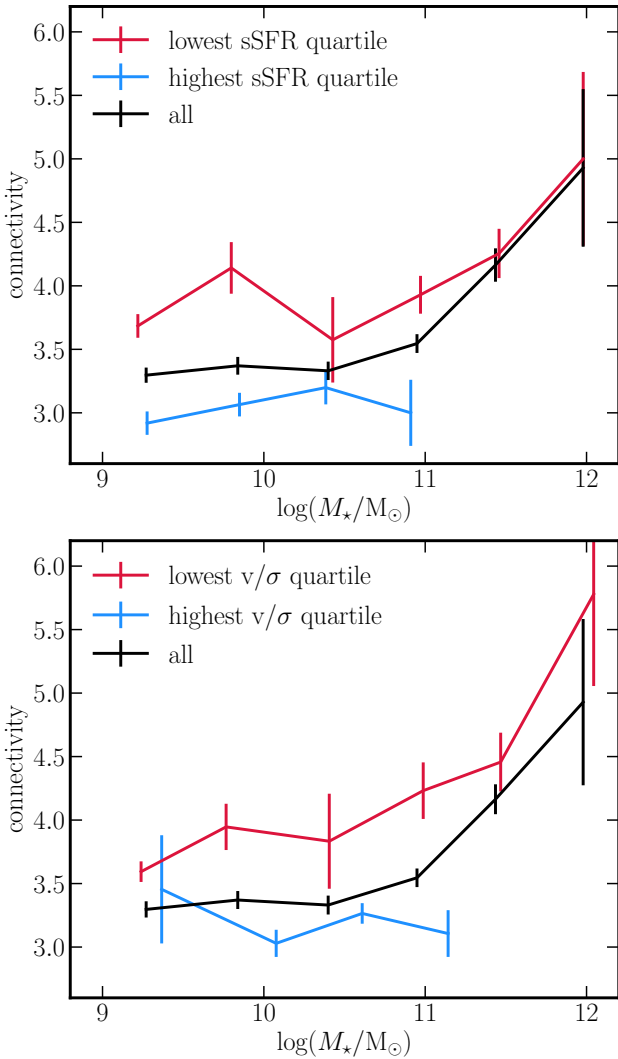 6.0
5.5
5.0
4.5
4.0
3.5
3.0
connectivity
lowest sSFR quartile
highest sSFR quartile
all
9 10 11 12
log(M⋆/M⊙)
6.0
5.5
5.0
4.5
4.0
3.5
3.0
connectivity
lowest v/σ quartile
highest v/σ quartile
all
9 10 11 12
log(M⋆/M⊙)